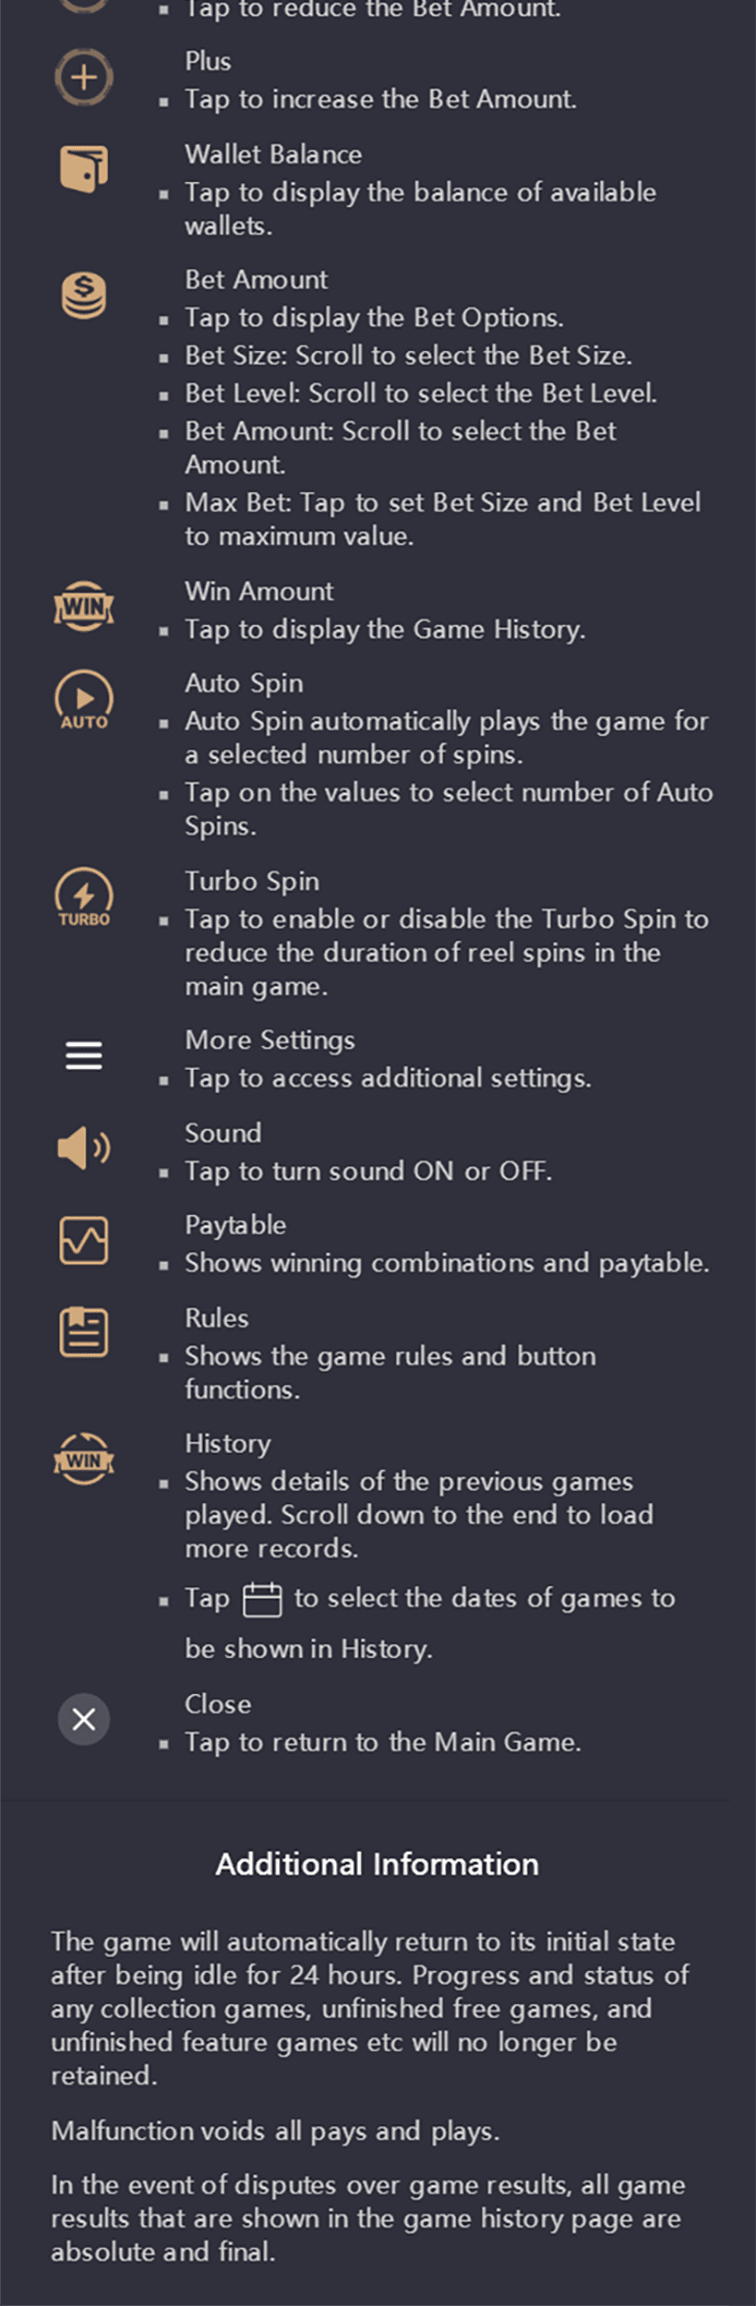 ▪ Tap to reduce the Bet Amount.
Plus
▪ Tap to increase the Bet Amount.
Wallet Balance
▪ Tap to display the balance of available
wallets.
$
Bet Amount
▪ Tap to display the Bet Options.
▪ Bet Size: Scroll to select the Bet Size.
▪ Bet Level: Scroll to select the Bet Level.
▪ Bet Amount: Scroll to select the Bet
Amount.
▪ Max Bet: Tap to set Bet Size and Bet Level
to maximum value.
WIN
Win Amount
▪ Tap to display the Game History.
AUTO
Auto Spin
▪ Auto Spin automatically plays the game for
a selected number of spins.
▪ Tap on the values to select number of Auto
Spins.
TURBO
Turbo Spin
▪ Tap to enable or disable the Turbo Spin to
reduce the duration of reel spins in the
main game.
More Settings
▪ Tap to access additional settings.
Sound
▪ Tap to turn sound ON or OFF.
Paytable
▪ Shows winning combinations and paytable.
Rules
▪ Shows the game rules and button
functions.
WIN
History
▪ Shows details of the previous games
played. Scroll down to the end to load
more records.
▪ Tap to select the dates of games to
be shown in History.
Close
▪ Tap to return to the Main Game.
Additional Information
The game will automatically return to its initial state
after being idle for 24 hours. Progress and status of
any collection games, unfinished free games, and
unfinished feature games etc will no longer be
retained.
Malfunction voids all pays and plays.
In the event of disputes over game results, all game
results that are shown in the game history page are
absolute and final.